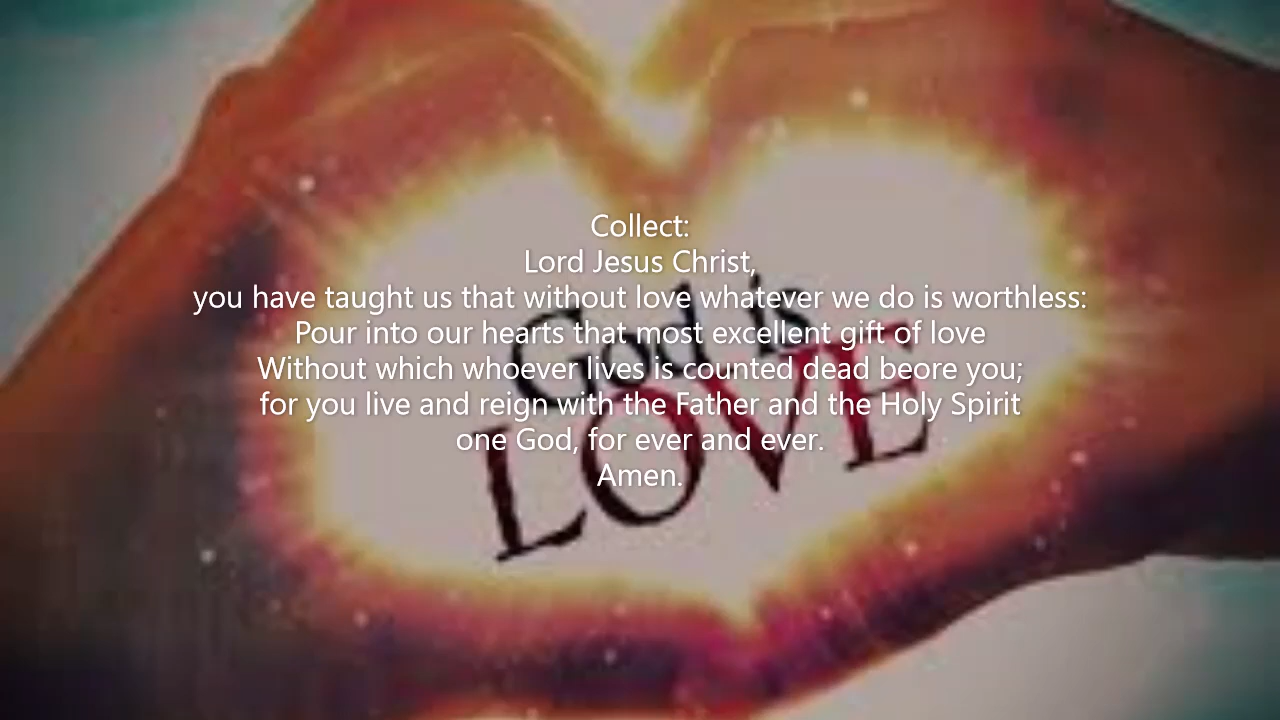 Collect:
Lord Jesus Christ,
you have taught us that without love whatever we do is worthless:
Pour into our hearts that most excellent gift of love
Without which whoever lives is counted dead beore you;
for you live and reign with the Father and the Holy Spirit
one God, for ever and ever.
Amen.
God is
LOVE